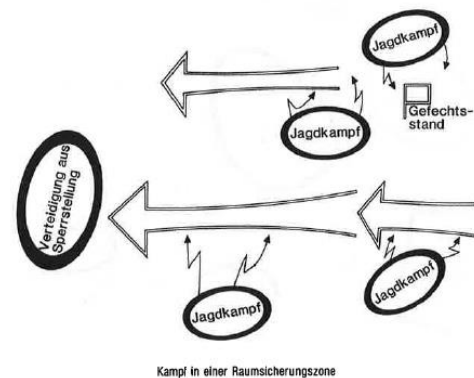 Jagdkampf
Gefechts-
stand
Jagdkampf
Verteidigung aus
Sperrstellung
Jagdkampf
Jagdkampf
Kampf in einer Raumsicherungszone